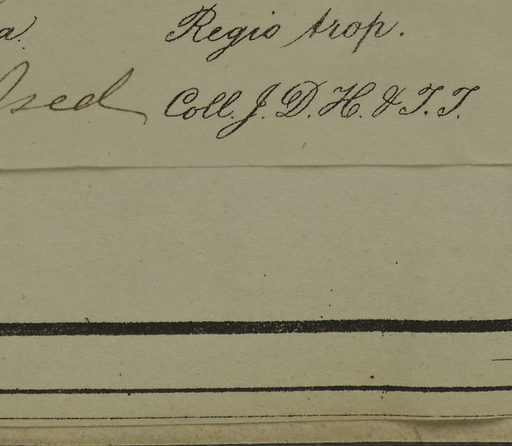 a. Regio trop.
Coll. J. D. H. & T. T.